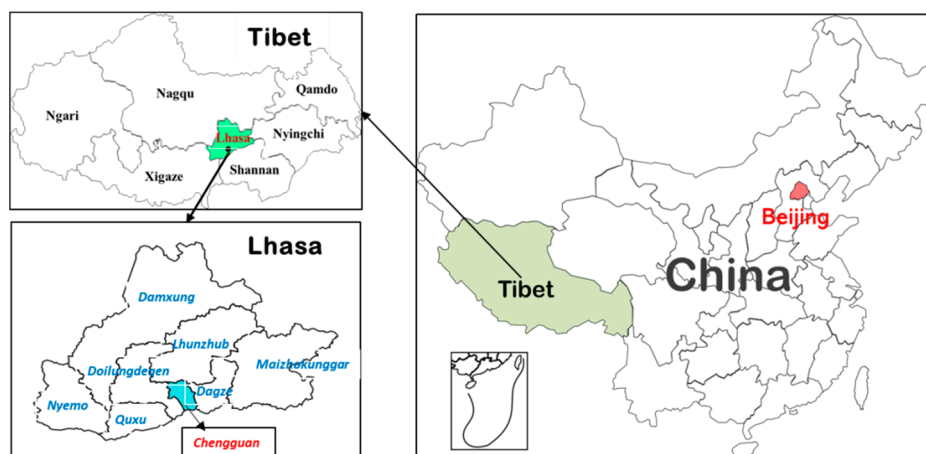 Tibet
Qamdo
Nagqu
Ngari
Lhasa
Nyingchi
Shannan
Xigaze
Lhasa
Damxung
Lhunzhub
Maizhokunggar
Doilungdeqen
Dagze
Nyemo
Quxu
Chengguan
Beijing
China
Tibet